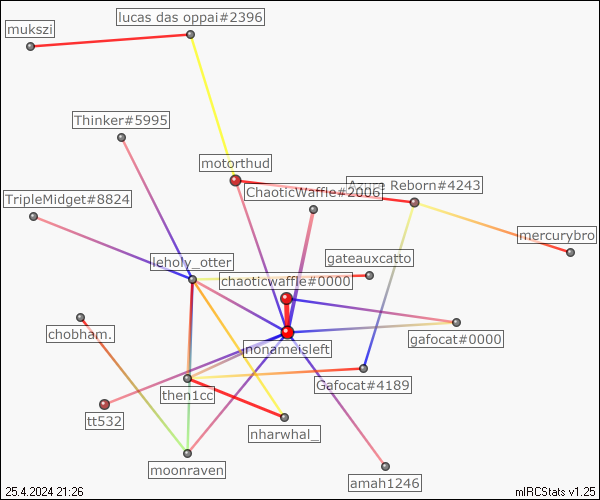 lucas das oppai#2396
mukszi
Thinker#5995
motorthud
ChaoticWaffle#2006
Azure Reborn#4243
TripleMidget#8824
mercurybro
gateauxcatto
leholy_otter
chaoticwaffle#0000
chobham.
gafocat#0000
nonameisleft
Gafocat#4189
then1cc
tt532
nharwhal_
moonraven
amah1246
25.4.2024 21:26
mIRCStats v1.25